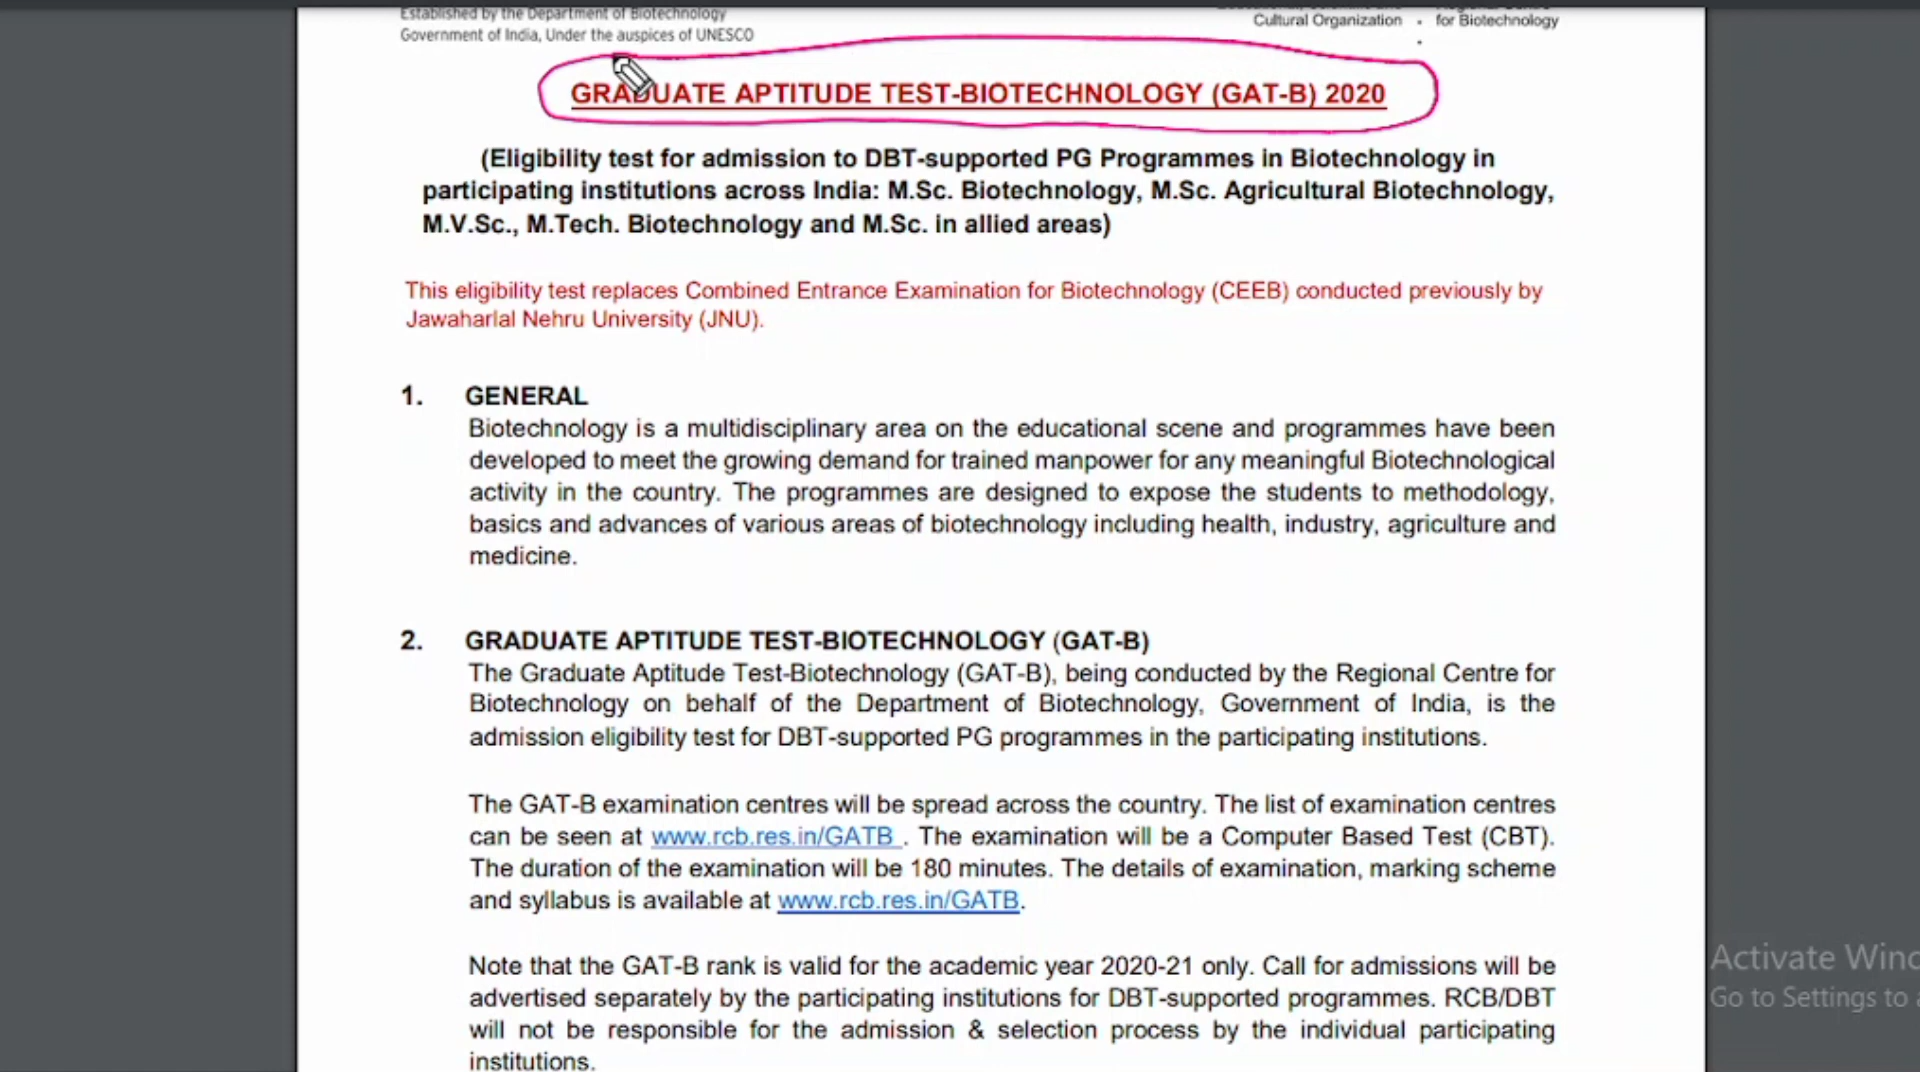 Established by the Department of Biotechnology
Government of India, Under the auspices of UNESCO
Cultural Organization
for Biotechnology
GRADUATE APTITUDE TEST-BIOTECHNOLOGY (GAT-B) 2020
(Eligibility test for admission to DBT-supported PG Programmes in Biotechnology in
participating institutions across India: M.Sc. Biotechnology, M.Sc. Agricultural Biotechnology,
M.V.Sc., M.Tech. Biotechnology and M.Sc. in allied areas)
This eligibility test replaces Combined Entrance Examination for Biotechnology (CEEB) conducted previously by
Jawaharlal Nehru University (JNU).
1. GENERAL
Biotechnology is a multidisciplinary area on the educational scene and programmes have been
developed to meet the growing demand for trained manpower for any meaningful Biotechnological
activity in the country. The programmes are designed to expose the students to methodology,
basics and advances of various areas of biotechnology including health, industry, agriculture and
medicine.
2. GRADUATE APTITUDE TEST-BIOTECHNOLOGY (GAT-B)
The Graduate Aptitude Test-Biotechnology (GAT-B), being conducted by the Regional Centre for
Biotechnology on behalf of the Department of Biotechnology, Government of India, is the
admission eligibility test for DBT-supported PG programmes in the participating institutions.
The GAT-B examination centres will be spread across the country. The list of examination centres
can be seen at www.rcb.res.in/GATB . The examination will be a Computer Based Test (CBT).
The duration of the examination will be 180 minutes. The details of examination, marking scheme
and syllabus is available at www.rcb.res.in/GATB.
Note that the GAT-B rank is valid for the academic year 2020-21 only. Call for admissions will be
advertised separately by the participating institutions for DBT-supported programmes. RCB/DBT
will not be responsible for the admission & selection process by the individual participating
institutions.
Activate Winc
Go to Settings to